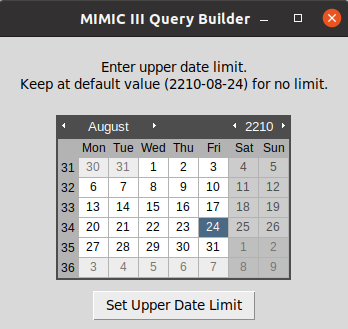 MIMIC III Query Builder
Enter upper date limit.
Keep at default value (2210-08-24) for no limit.
August 2210
Mon Tue Wed Thu Fri Sat Sun
31 30 31 1 2 3 4 5
32 6 7 8 9 10 11 12
33 13 14 15 16 17 18 19
34 20 21 22 23 24 25 26
35 27 28 29 30 31 1 2
36 3 4 5 6 7 8 9
Set Upper Date Limit